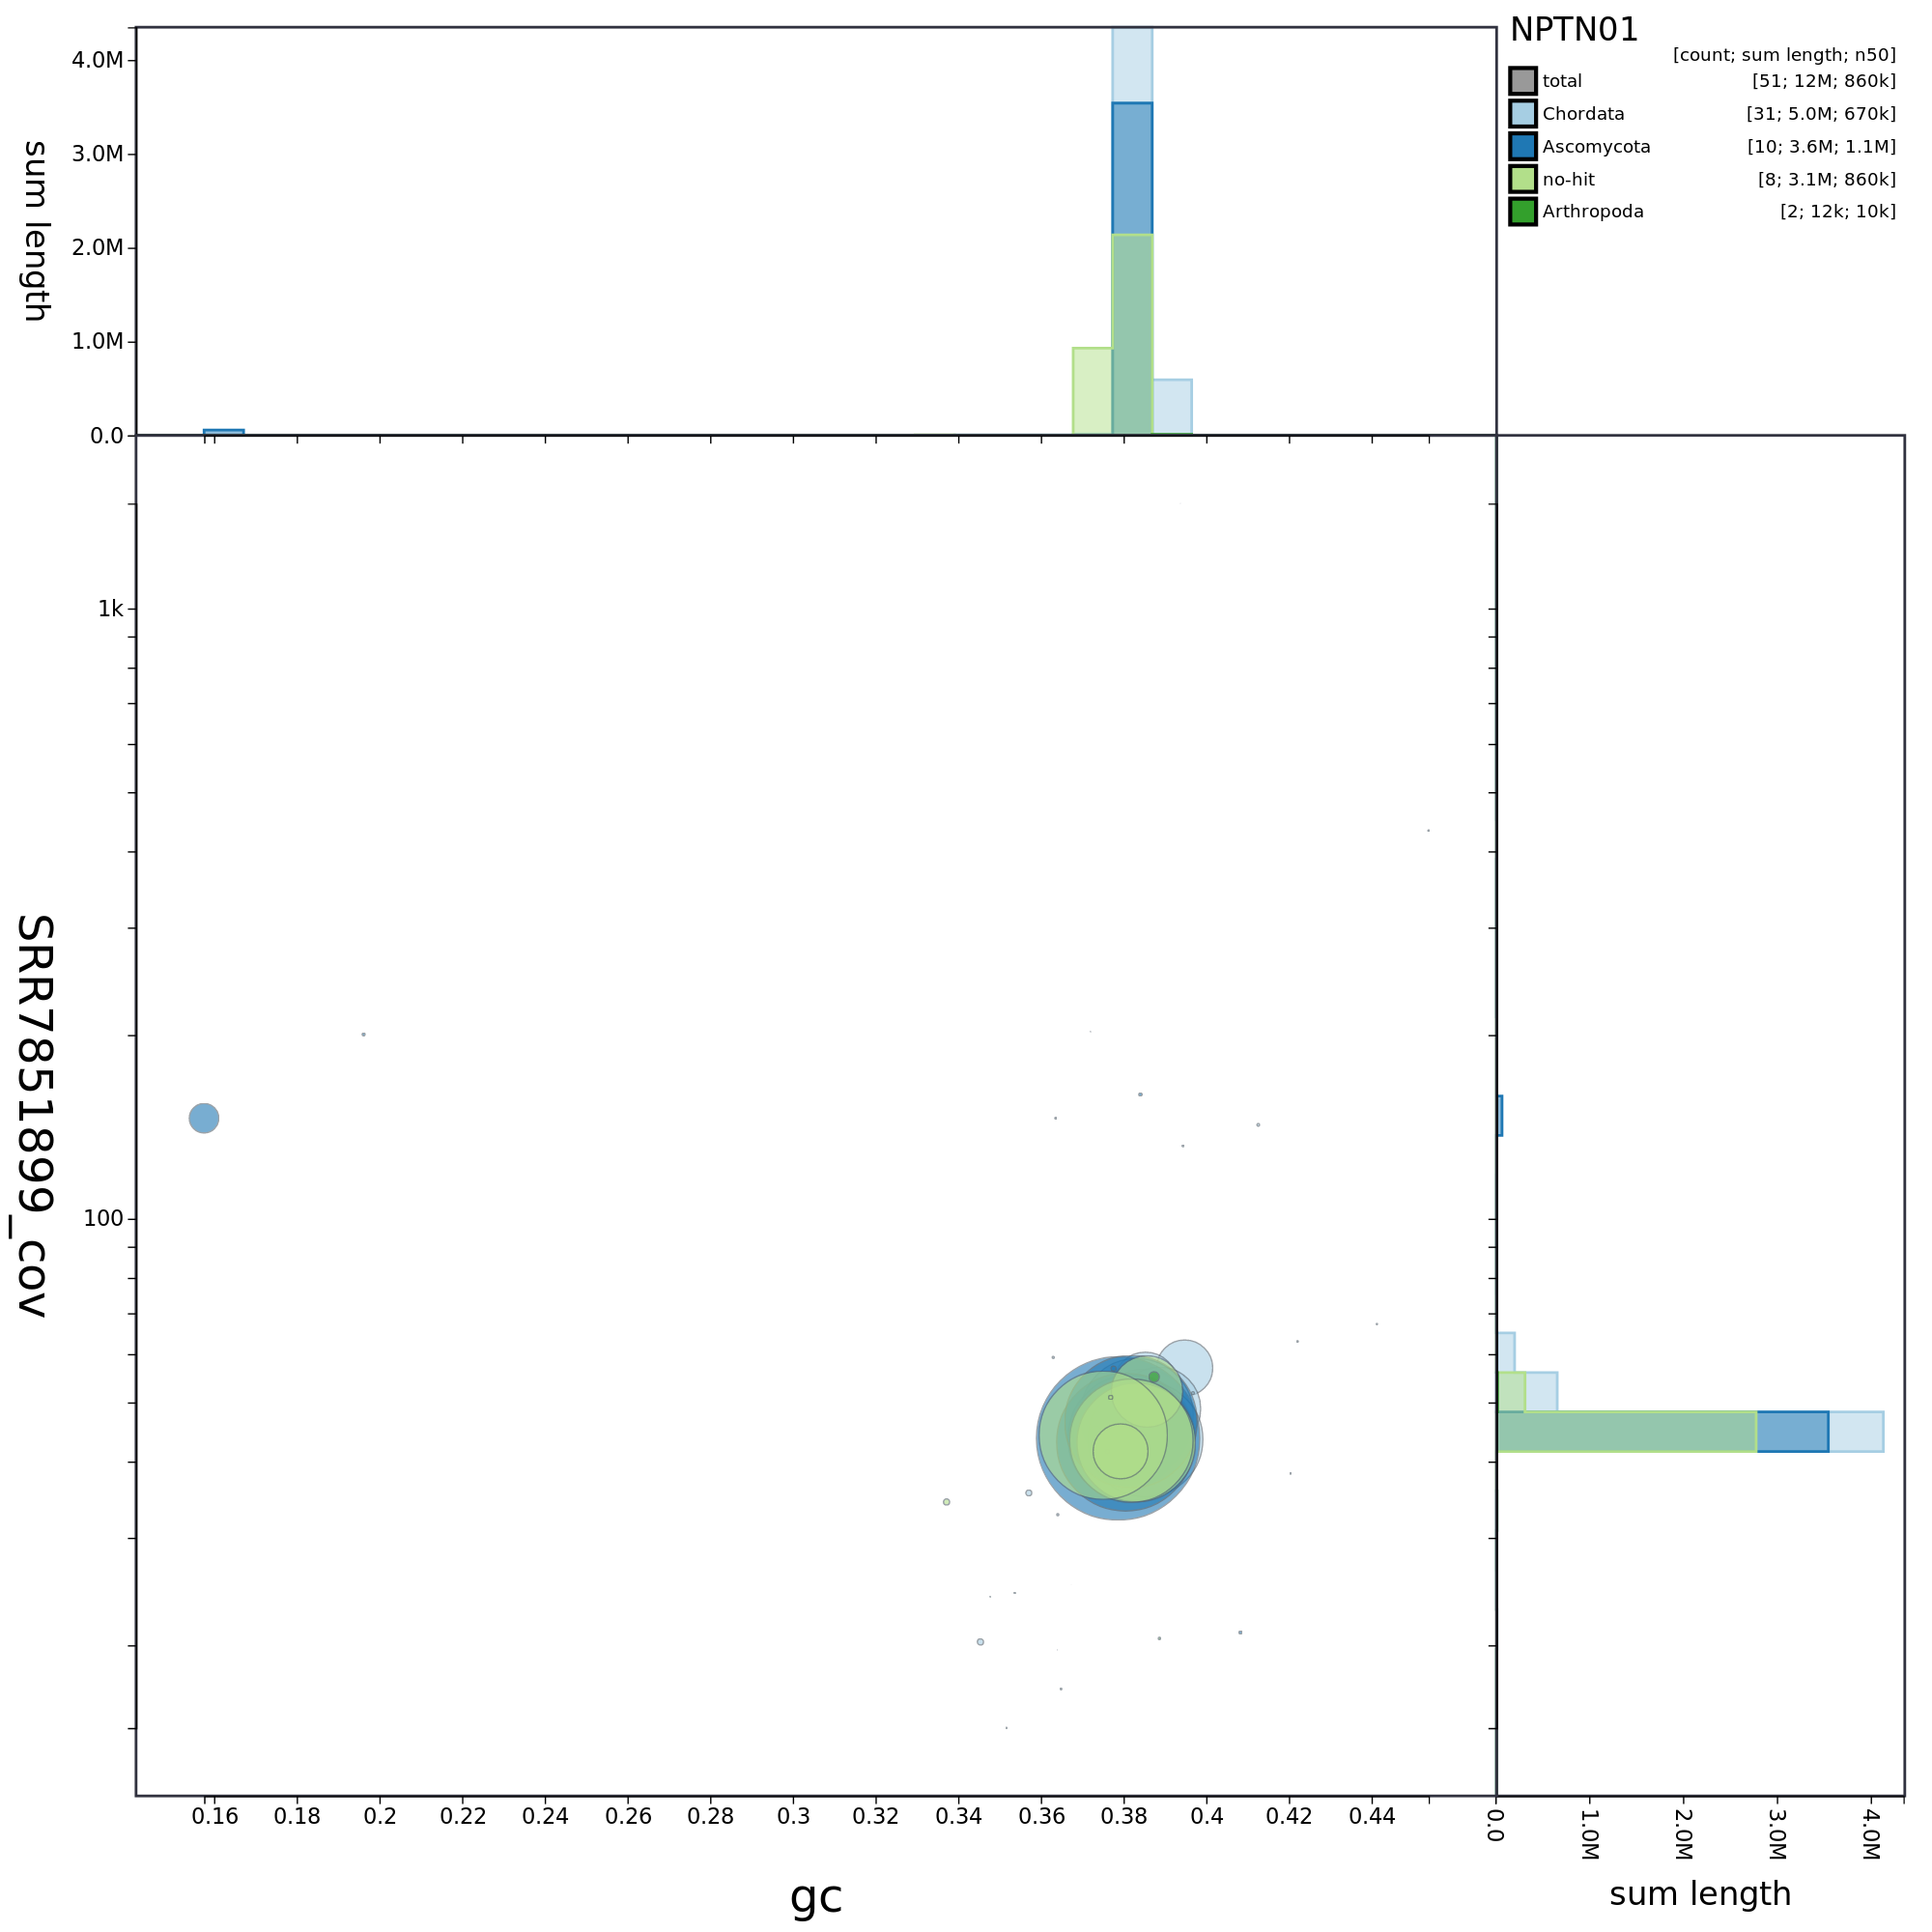 NPTN01
[count; sum length; n50]
total [51; 12M; 860k]
Chordata [31; 5.0M; 670k]
Ascomycota [10; 3.6M; 1.1M]
no-hit [8; 3.1M; 860k]
Arthropoda [2; 12k; 10k]
sum length
4.0M
3.0M
2.0M
1.0M
0.0
SRR7851899_cov
1k
100
0.16 0.18 0.2 0.22 0.24 0.26 0.28 0.3 0.32 0.34 0.36 0.38 0.4 0.42 0.44
gc
0.0 1.0M 2.0M 3.0M 4.0M
sum length